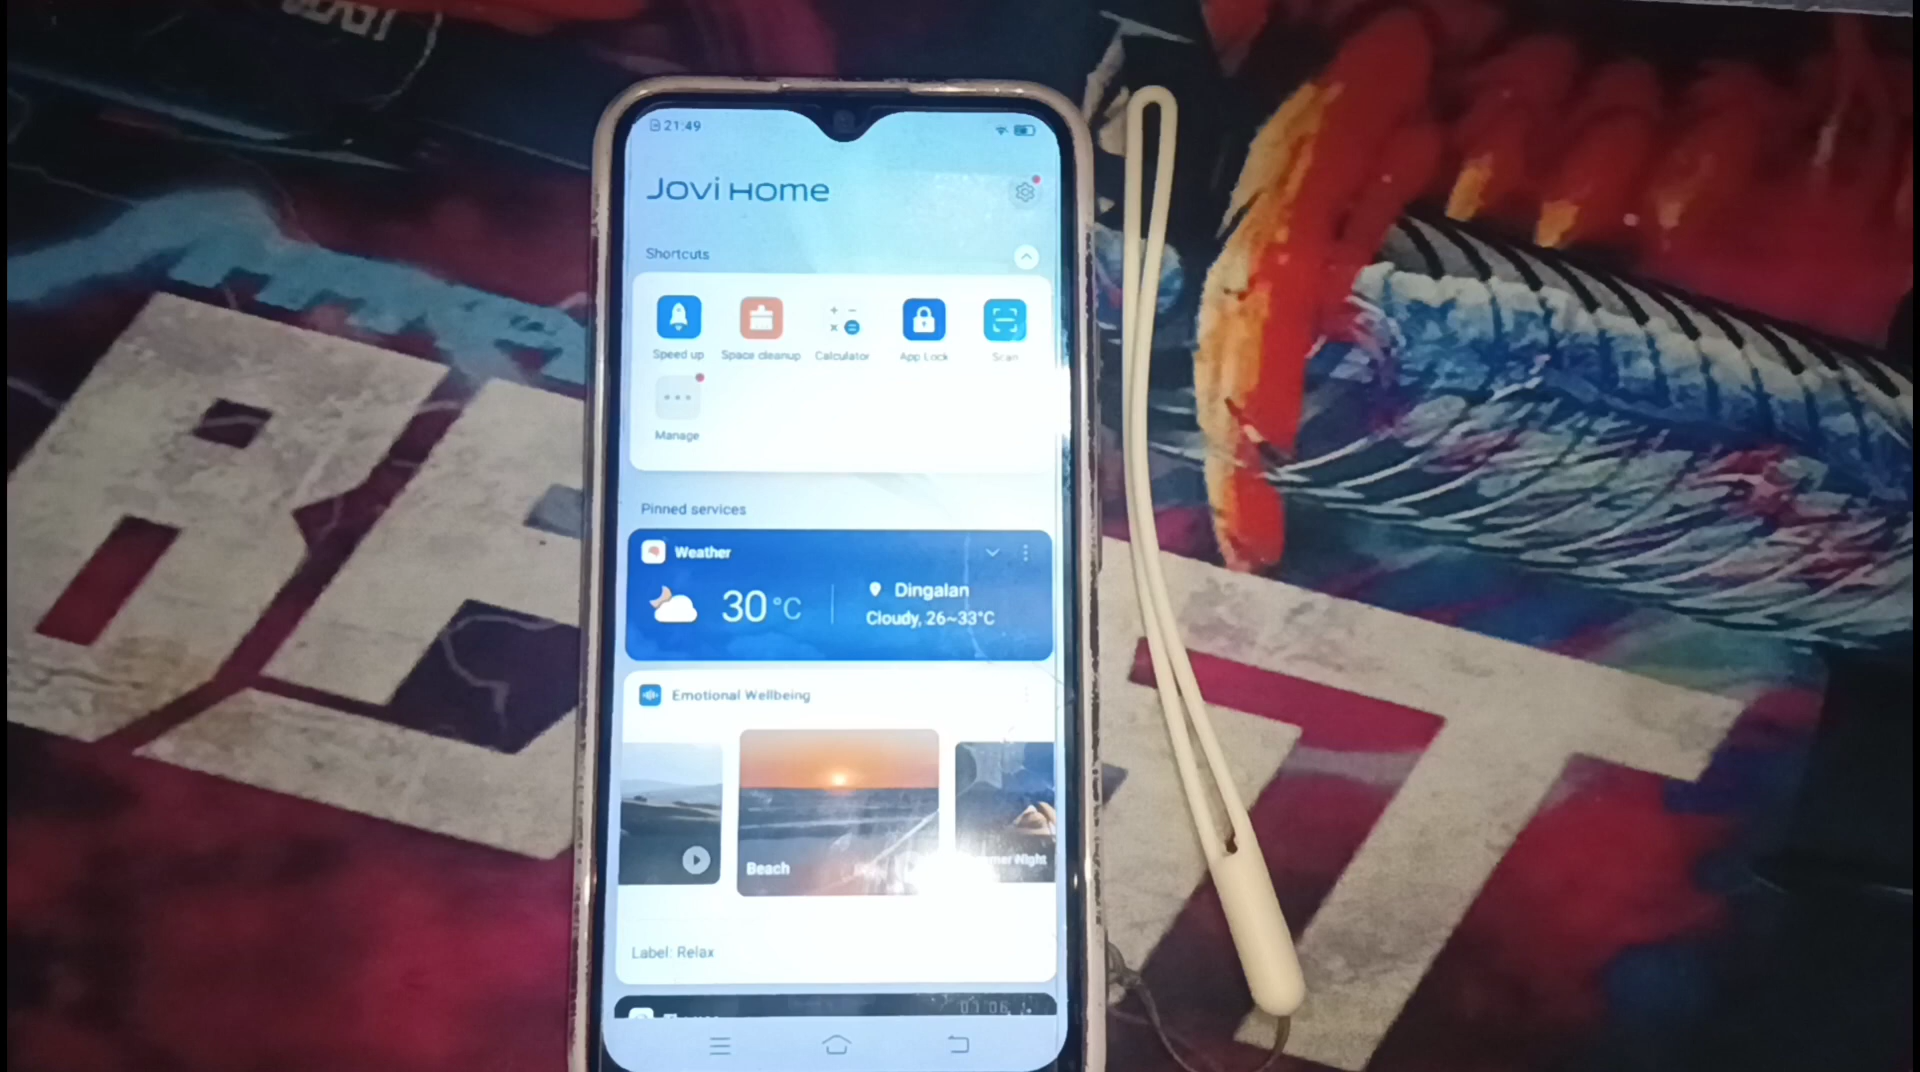 21:49
Jovi Home
Shortcuts
Speed up
Space cleanup
Calculator
App Lock
Scan
Manage
Pinned services
Weather
30°C
Dingalan
Cloudy, 26~33°C
Emotional Wellbeing
Beach
Night
Label: Relax